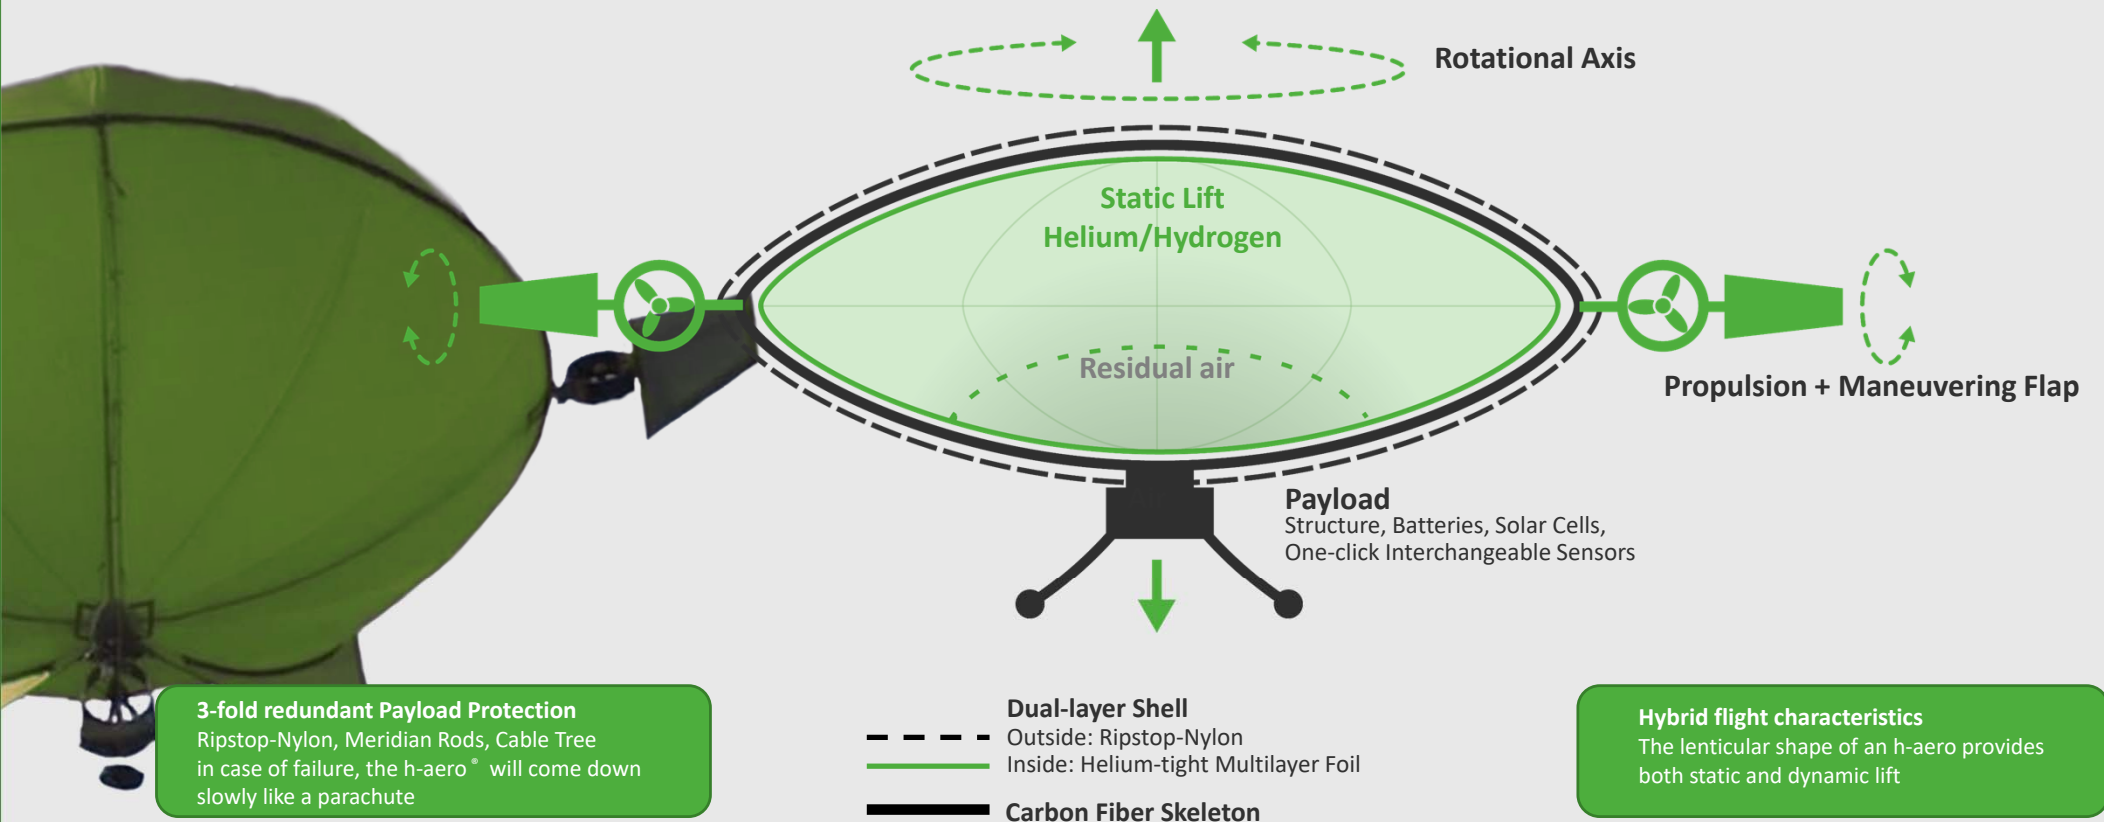 Rotational Axis
Static Lift
Helium/Hydrogen
Residual air
Propulsion + Maneuvering Flap
Payload
Structure, Batteries, Solar Cells,
One-click Interchangeable Sensors
3-fold redundant Payload Protection
Ripstop-Nylon, Meridian Rods, Cable Tree
in case of failure, the h-aero® will come down
slowly like a parachute
Dual-layer Shell
Outside: Ripstop-Nylon
Inside: Helium-tight Multilayer Foil
Carbon Fiber Skeleton
Hybrid flight characteristics
The lenticular shape of an h-aero provides
both static and dynamic lift